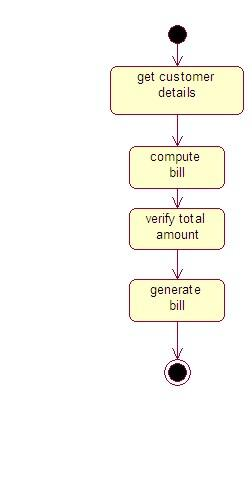 get customer
details
compute
bill
verify total
amount
generate
bill